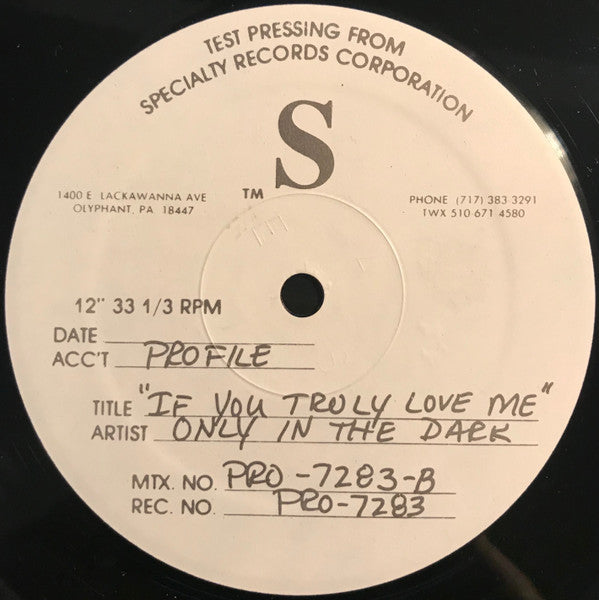 TEST PRESSING FROM
SPECIALTY RECORDS CORPORATION
S
TM
1400 E. LACKAWANNA AVE
OLYPHANT, PA 18447
PHONE (717) 383 3291
TWX 510 671 4580
12" 33 1/3 RPM
DATE
ACC'T PROFILE
TITLE "IF YOU TRULY LOVE ME"
ARTIST ONLY IN THE DARK
MTX. NO. PRO-7283-B
REC. NO. PRO-7283